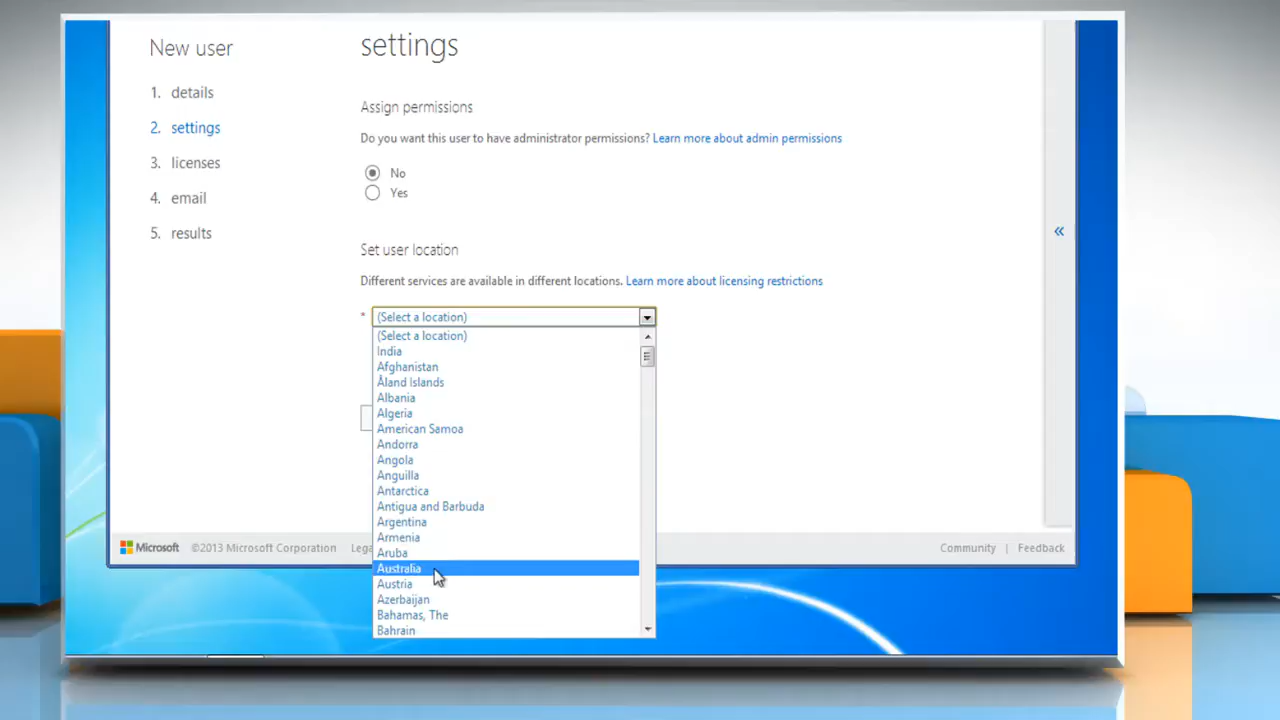 New user
1. details
2. settings
3. licenses
4. email
5. results
settings
Assign permissions
Do you want this user to have administrator permissions? Learn more about admin permissions
No
Yes
Set user location
Different services are available in different locations. Learn more about licensing restrictions
* (Select a location)
(Select a location)
India
Afghanistan
Åland Islands
Albania
Algeria
American Samoa
Andorra
Angola
Anguilla
Antarctica
Antigua and Barbuda
Argentina
Armenia
Aruba
Australia
Austria
Azerbaijan
Bahamas, The
Bahrain
«
Microsoft ©2013 Microsoft Corporation Lega
Community | Feedback